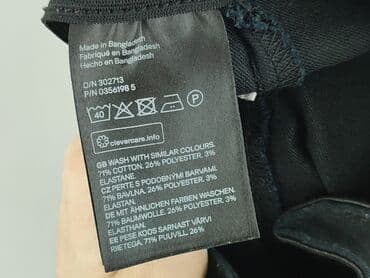 Made in Bangladesh
Fabriqué en Bangladesh
Hecho en Bangladesh
O/N 302713
P/N 0356198 5
40
P
clevercare.info
GB WASH WITH SIMILAR COLOURS.
71% COTTON. 26% POLYESTER. 3%
ELASTANE.
CZ PERTE S PODOBNÝMI BARVAMI
71% BAVLNA. 26% POLYESTER. 3%
ELASTAN.
DE MIT ÄHNLICHEN FARBEN WASCHEN.
71% BAUMWOLLE. 26% POLYESTER. 3%
ELASTHAN.
EE PESE KOOS SARNAST VÄRVI
RIIETEGA. 71% PUUVILL. 26%